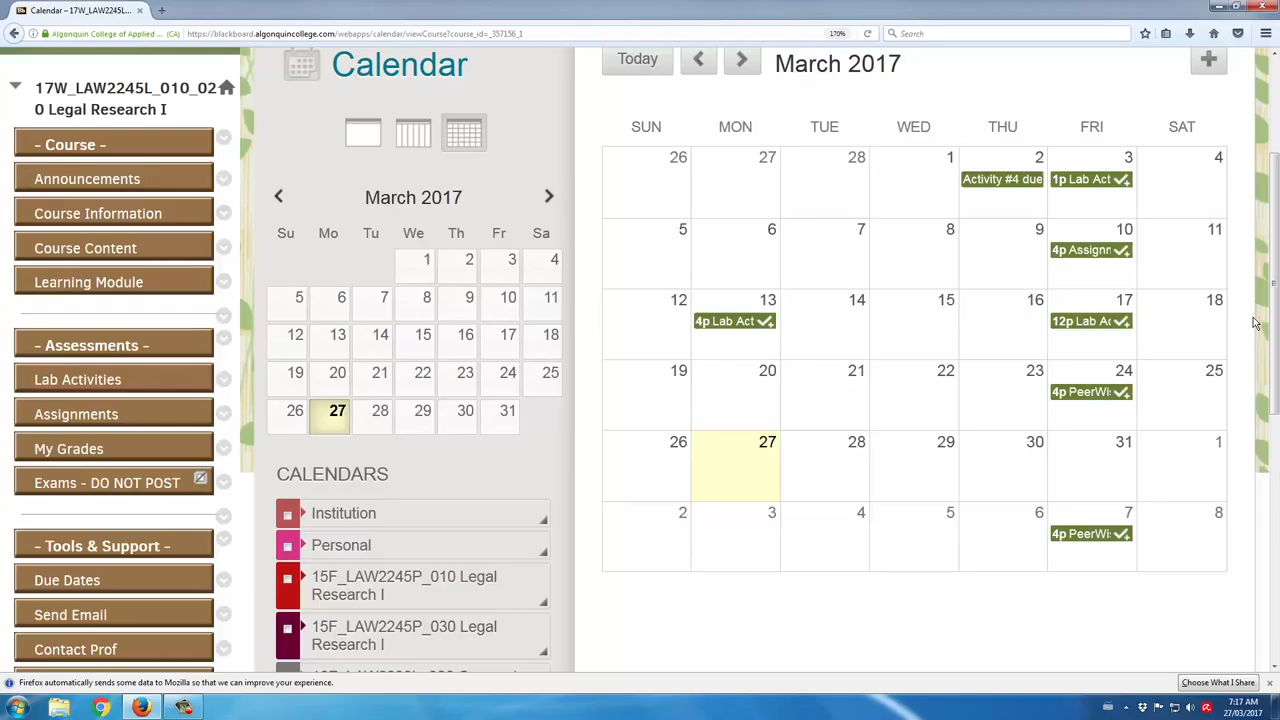 Calendar – 17W_LAW2245L...
Algonquin College of Applied ...
https://blackboard.algonquincollege.com/webapps/calendar/viewCourse?course_id=_357156_1
170%
Search
17W_LAW2245L_010_02
0 Legal Research I
– Course –
Announcements
Course Information
Course Content
Learning Module
– Assessments –
Lab Activities
Assignments
My Grades
Exams - DO NOT POST
– Tools & Support –
Due Dates
Send Email
Contact Prof
Calendar
March 2017
Su Mo Tu We Th Fr Sa
1 2 3 4
5 6 7 8 9 10 11
12 13 14 15 16 17 18
19 20 21 22 23 24 25
26 27 28 29 30 31
CALENDARS
Institution
Personal
15F_LAW2245P_010 Legal
Research I
15F_LAW2245P_030 Legal
Research I
Today
March 2017
SUN MON TUE WED THU FRI SAT
26 27 28 1 2 3 4
Activity #4 due 1p Lab Act
5 6 7 8 9 10 11
4p Assignm
12 13 14 15 16 17 18
4p Lab Act 12p Lab Ac
19 20 21 22 23 24 25
4p PeerWi
26 27 28 29 30 31 1
2 3 4 5 6 7 8
4p PeerWi
Firefox automatically sends some data to Mozilla so that we can improve your experience.
Choose What I Share
7:17 AM
27/03/2017